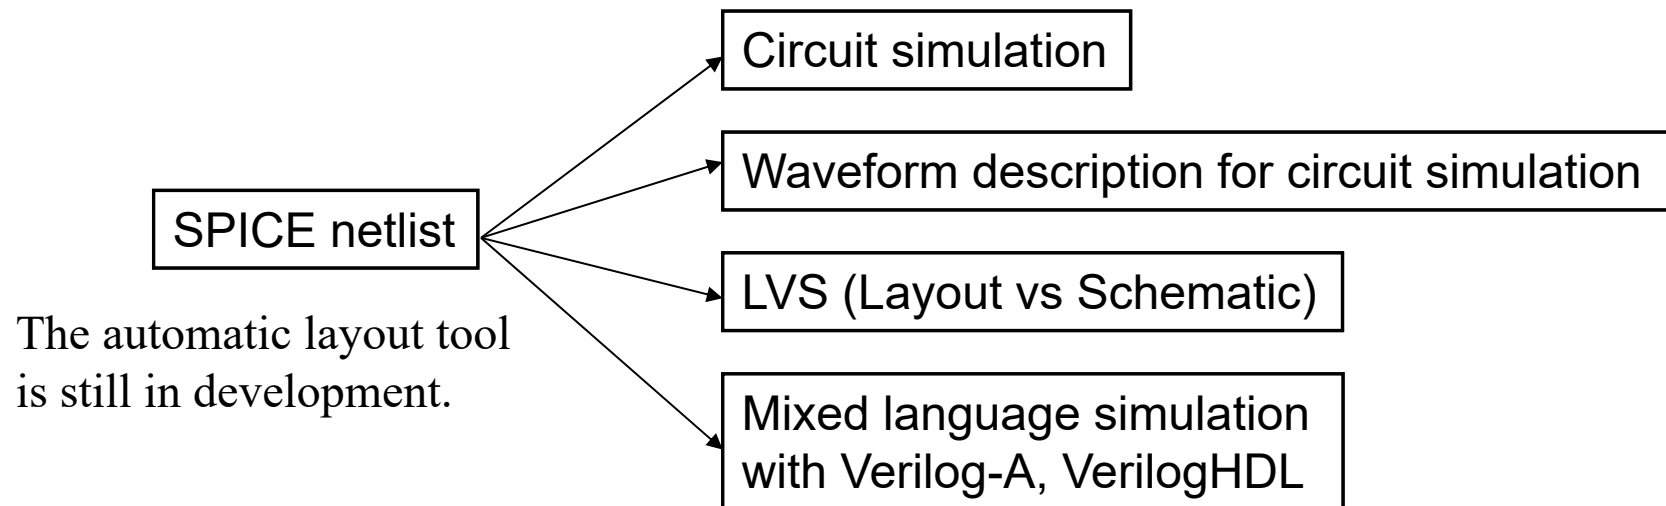 Circuit simulation
Waveform description for circuit simulation
SPICE netlist
LVS (Layout vs Schematic)
The automatic layout tool
is still in development.
Mixed language simulation
with Verilog-A, VerilogHDL